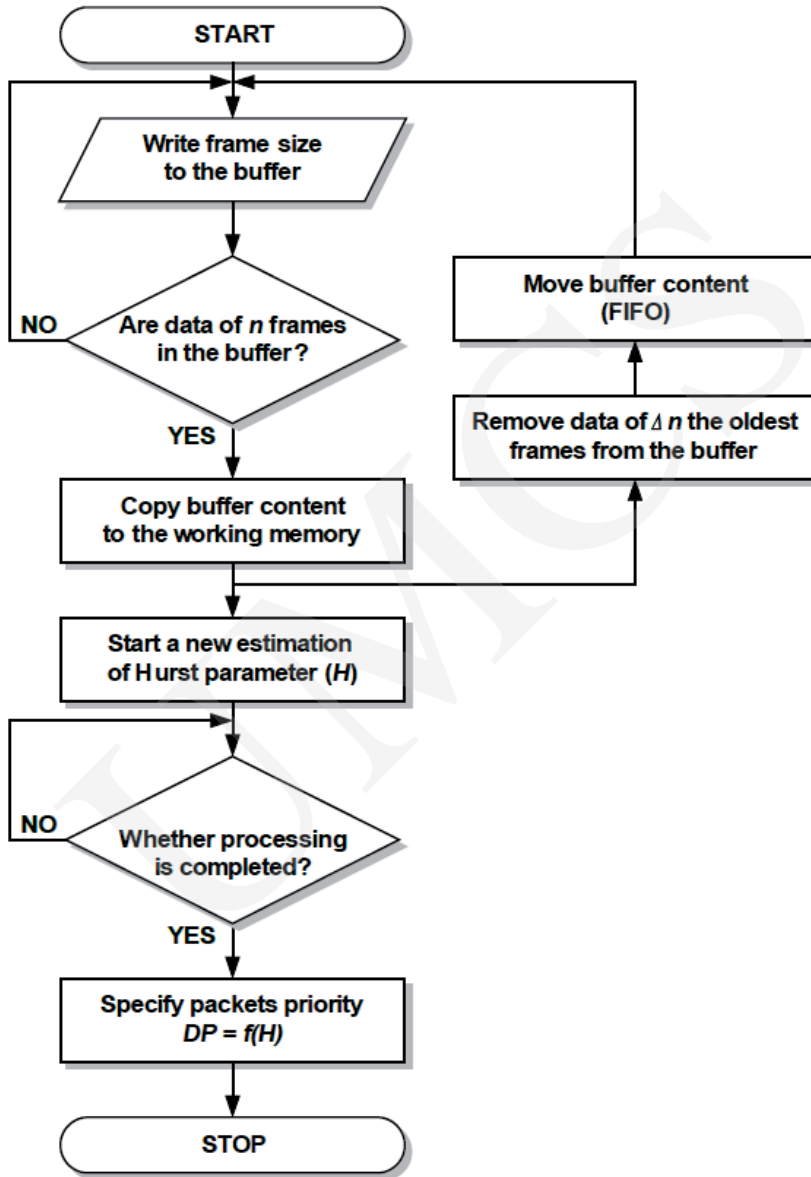 START
Write frame size
to the buffer
NO
Are data of n frames
in the buffer?
YES
Move buffer content
(FIFO)
Remove data of Δ n the oldest
frames from the buffer
Copy buffer content
to the working memory
Start a new estimation
of Hurst parameter (H)
NO
Whether processing
is completed?
YES
Specify packets priority
DP = f(H)
STOP
UMCS